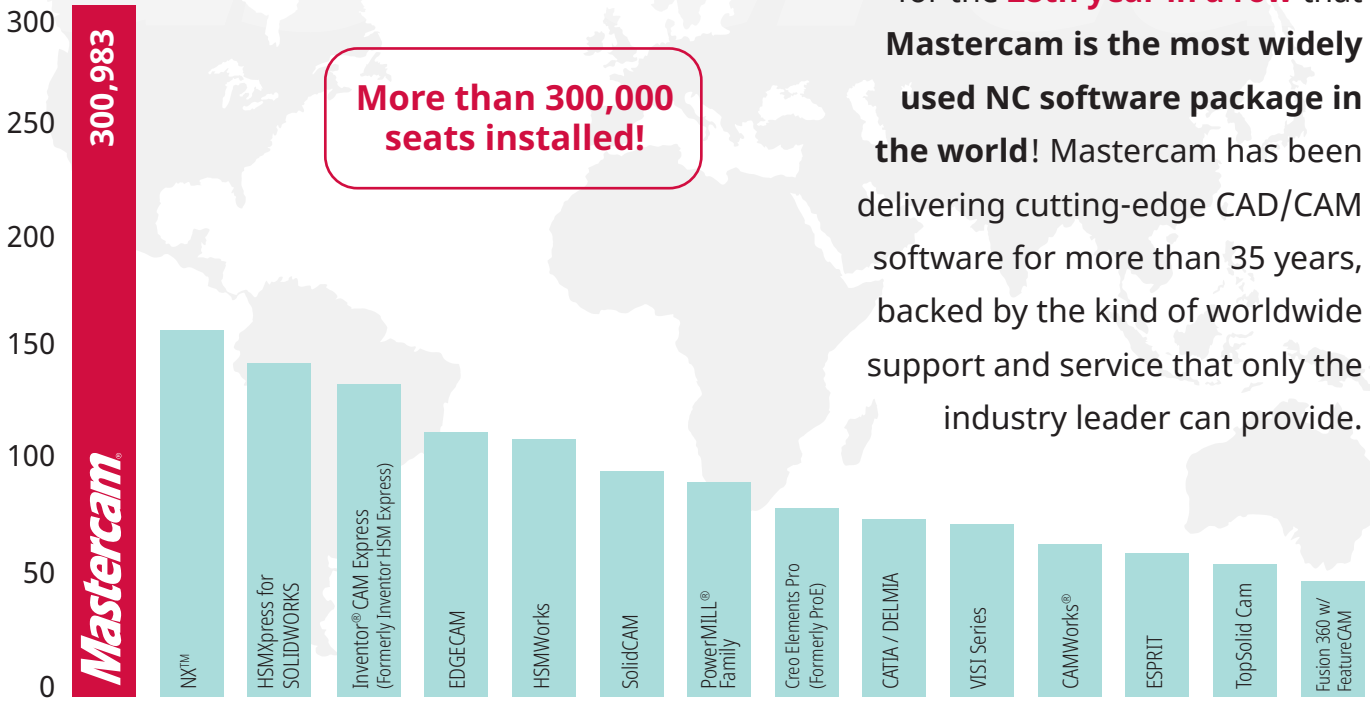 300
250
200
150
100
50
0
300,983
Mastercam®
More than 300,000
seats installed!
that
Mastercam is the most widely
used NC software package in
the world! Mastercam has been
delivering cutting-edge CAD/CAM
software for more than 35 years,
backed by the kind of worldwide
support and service that only the
industry leader can provide.
NX™
HSMXpress for
SOLIDWORKS
Inventor® CAM Express
(Formerly Inventor HSM Express)
EDGECAM
HSMWorks
SolidCAM
PowerMILL®
Family
Creo Elements Pro
(Formerly ProE)
CATIA / DELMIA
VISI Series
CAMWorks®
ESPRIT
TopSolid Cam
Fusion 360 w/
FeatureCAM